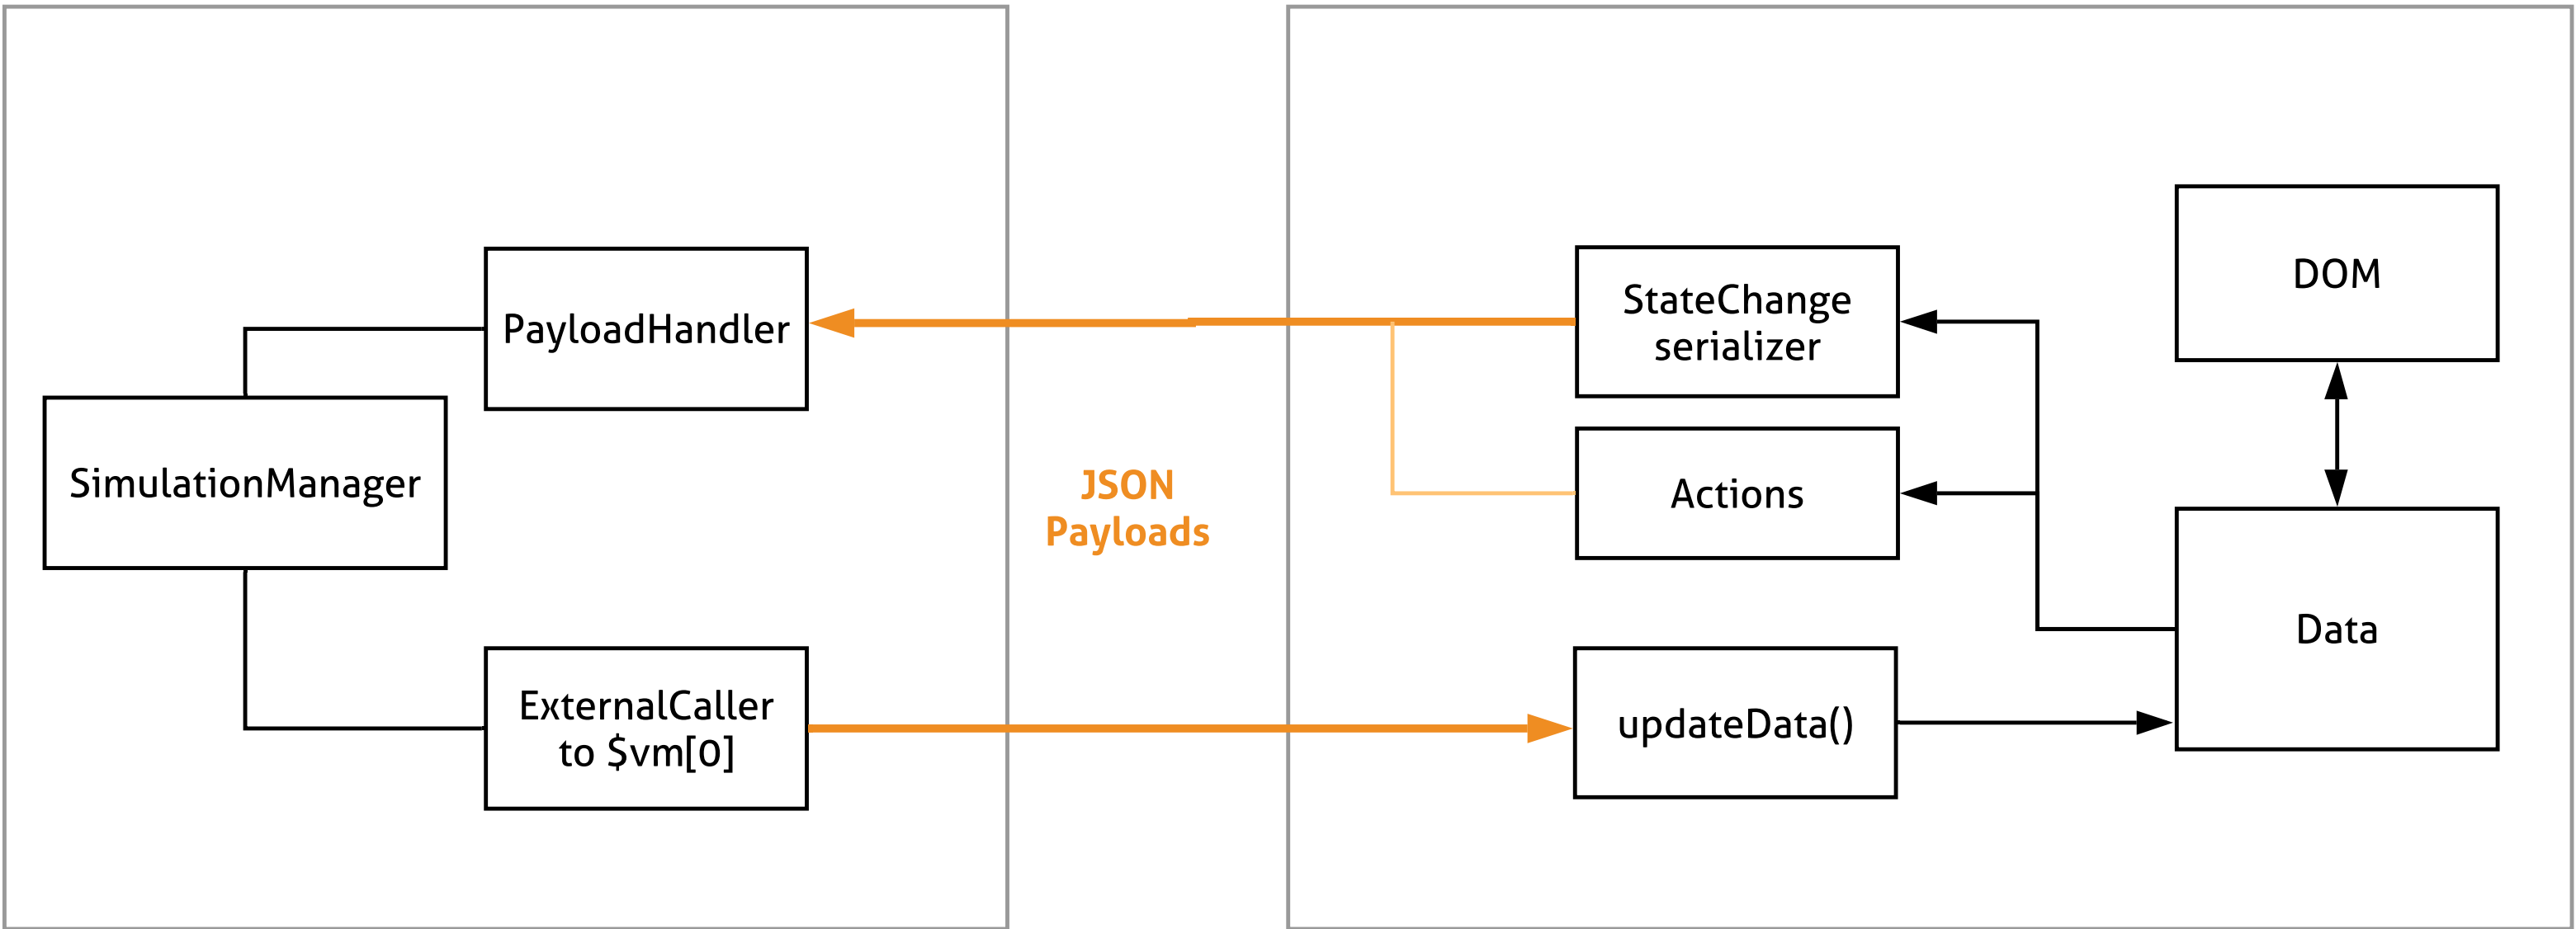 PayloadHandler
SimulationManager
ExternalCaller
to $vm[0]
JSON
Payloads
StateChange
serializer
Actions
updateData()
DOM
Data